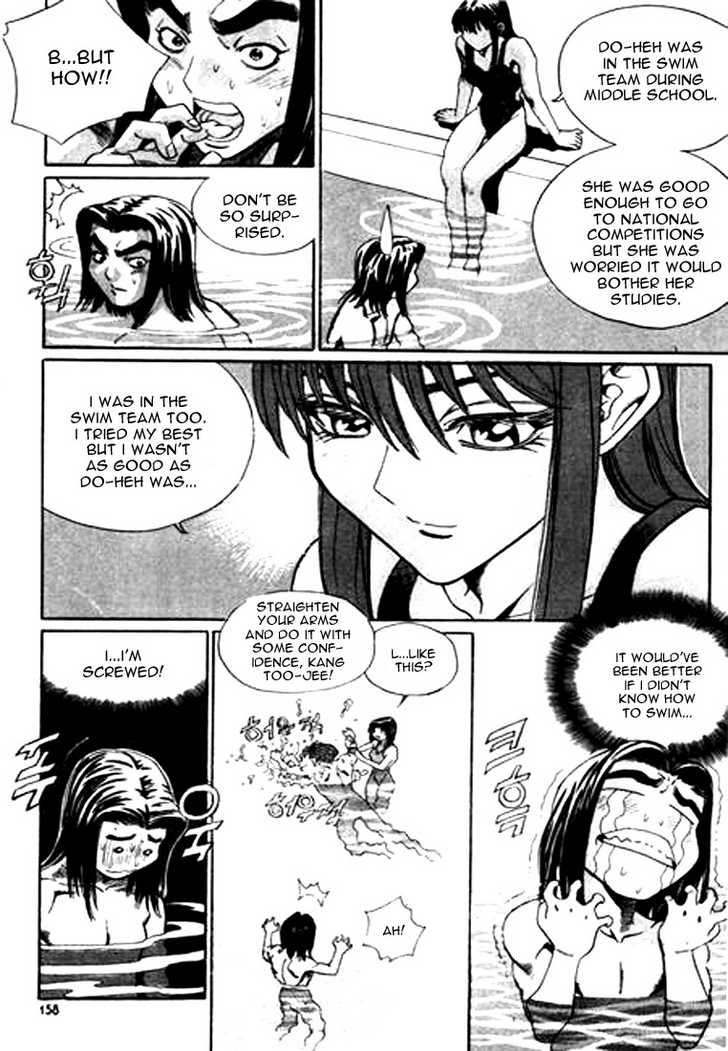 B...BUT
HOW!!
DO-HEH WAS
IN THE SWIM
TEAM DURING
MIDDLE SCHOOL.
SHE WAS GOOD
ENOUGH TO GO
TO NATIONAL
COMPETITIONS
BUT SHE WAS
WORRIED IT WOULD
BOTHER HER
STUDIES.
DON'T BE
SO SURP-
RISED.
I WAS IN THE
SWIM TEAM TOO.
I TRIED MY BEST
BUT I WASN'T
AS GOOD AS
DO-HEH WAS...
I...I'M
SCREWED!
STRAIGHTEN
YOUR ARMS
AND DO IT WITH
SOME CONF-
IDENCE, KANG
TOO-JEE!
L...LIKE
THIS?
AH!
IT WOULD'VE
BEEN BETTER
IF I DIDN'T
KNOW HOW
TO SWIM...
크흑
158